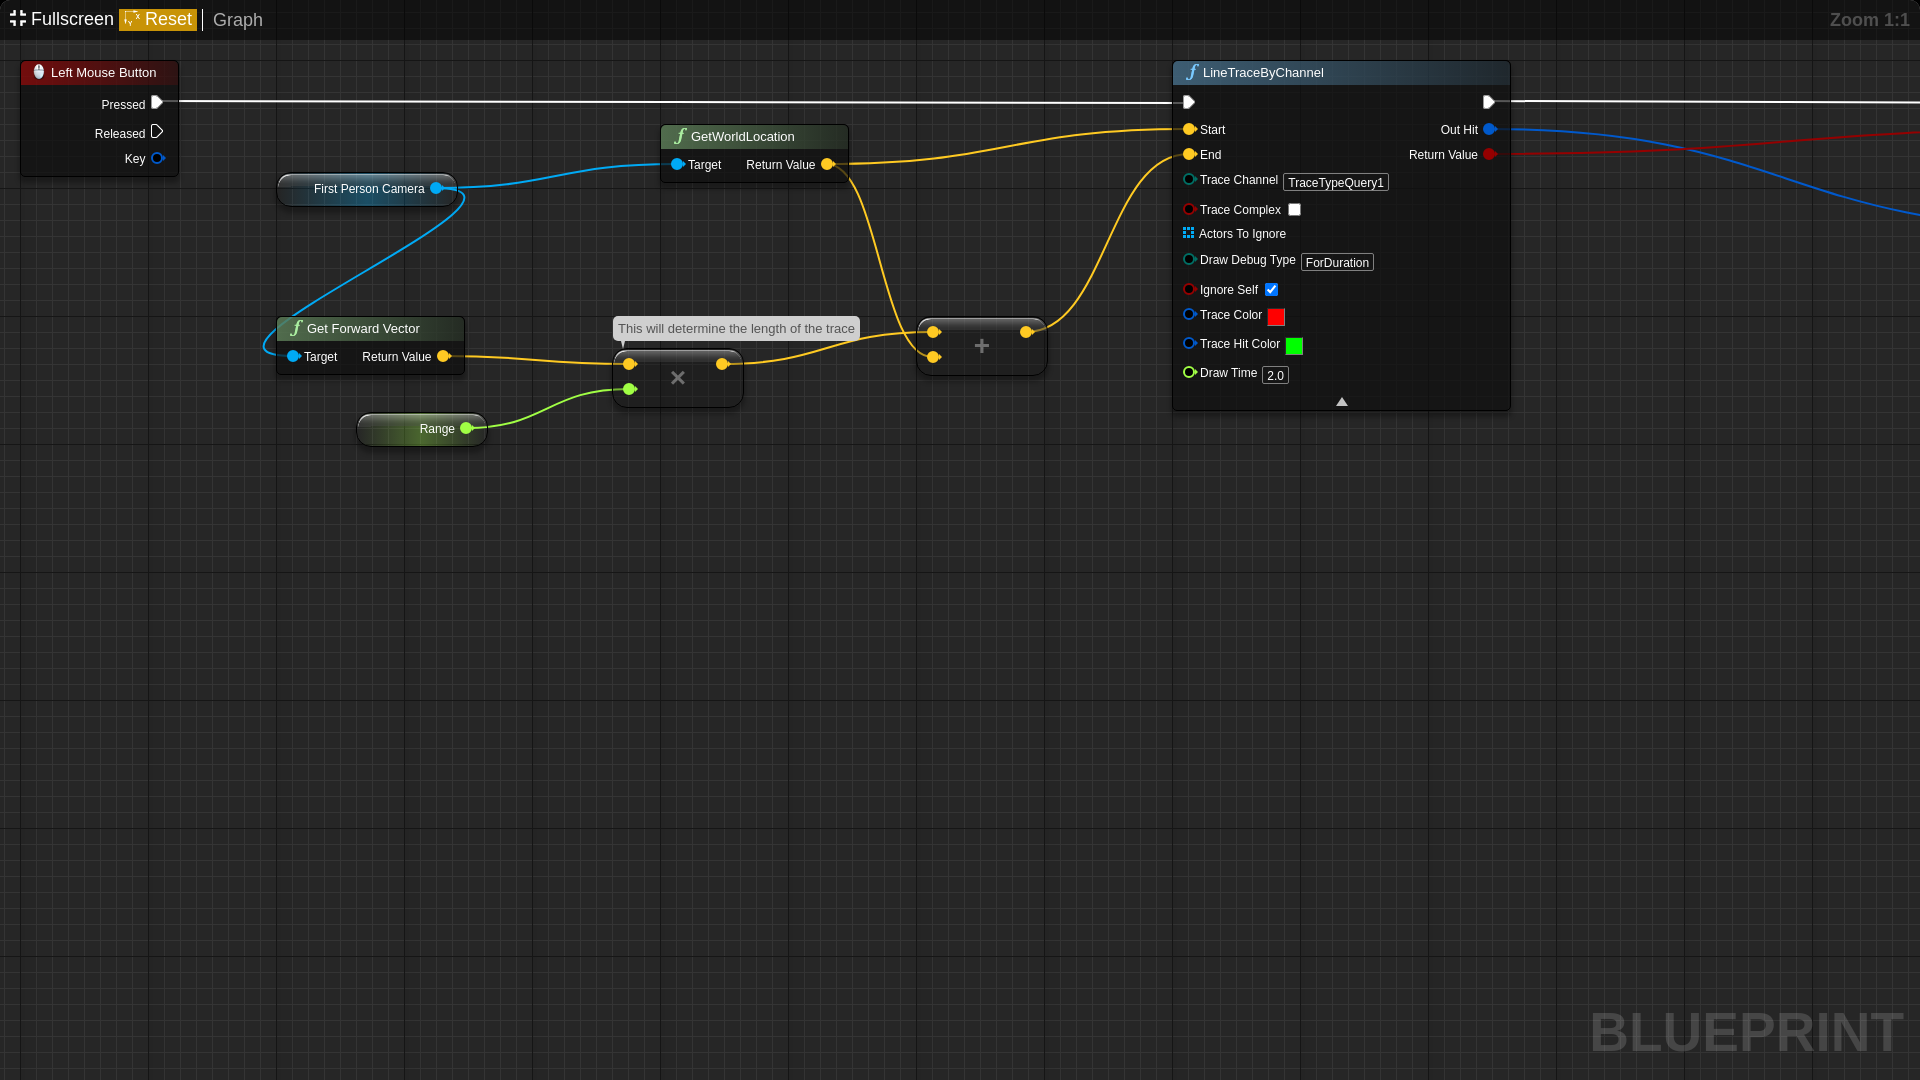 Fullscreen Reset Graph
Zoom 1:1
Left Mouse Button
Pressed
Released
Key
First Person Camera
GetWorldLocation
Target Return Value
Get Forward Vector
Target Return Value
Range
This will determine the length of the trace
×
+
LineTraceByChannel
Start Out Hit
End Return Value
Trace Channel TraceTypeQuery1
Trace Complex
Actors To Ignore
Draw Debug Type ForDuration
Ignore Self
Trace Color
Trace Hit Color
Draw Time 2.0
BLUEPRINT